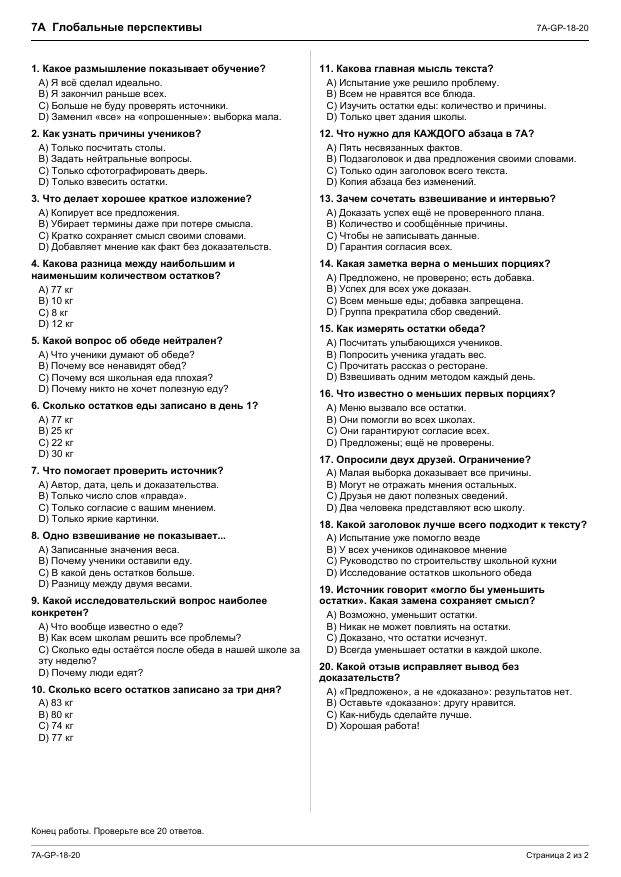 7A Глобальные перспективы
7A-GP-18-20
1. Какое размышление показывает обучение?
A) Я всё сделал идеально.
B) Я закончил раньше всех.
C) Больше не буду проверять источники.
D) Заменил «все» на «опрошенные»: выборка мала.
2. Как узнать причины учеников?
A) Только посчитать столы.
B) Задать нейтральные вопросы.
C) Только сфотографировать дверь.
D) Только взвесить остатки.
3. Что делает хорошее краткое изложение?
A) Копирует все предложения.
B) Убирает термины даже при потере смысла.
C) Кратко сохраняет смысл своими словами.
D) Добавляет мнение как факт без доказательств.
4. Какова разница между наибольшим и
наименьшим количеством остатков?
A) 77 кг
B) 10 кг
C) 8 кг
D) 12 кг
5. Какой вопрос об обеде нейтрален?
A) Что ученики думают об обеде?
B) Почему все ненавидят обед?
C) Почему вся школьная еда плохая?
D) Почему никто не хочет полезную еду?
6. Сколько остатков еды записано в день 1?
A) 77 кг
B) 25 кг
C) 22 кг
D) 30 кг
7. Что помогает проверить источник?
A) Автор, дата, цель и доказательства.
B) Только число слов «правда».
C) Только согласие с вашим мнением.
D) Только яркие картинки.
8. Одно взвешивание не показывает...
A) Записанные значения веса.
B) Почему ученики оставили еду.
C) В какой день остатков больше.
D) Разницу между двумя весами.
9. Какой исследовательский вопрос наиболее
конкретен?
A) Что вообще известно о еде?
B) Как всем школам решить все проблемы?
C) Сколько еды остаётся после обеда в нашей школе за
эту неделю?
D) Почему люди едят?
10. Сколько всего остатков записано за три дня?
A) 83 кг
B) 80 кг
C) 74 кг
D) 77 кг
11. Какова главная мысль текста?
A) Испытание уже решило проблему.
B) Всем не нравятся все блюда.
C) Изучить остатки еды: количество и причины.
D) Только цвет здания школы.
12. Что нужно для КАЖДОГО абзаца в 7A?
A) Пять несвязанных фактов.
B) Подзаголовок и два предложения своими словами.
C) Только один заголовок всего текста.
D) Копия абзаца без изменений.
13. Зачем сочетать взвешивание и интервью?
A) Доказать успех ещё не проверенного плана.
B) Количество и сообщённые причины.
C) Чтобы не записывать данные.
D) Гарантия согласия всех.
14. Какая заметка верна о меньших порциях?
A) Предложено, не проверено; есть добавка.
B) Успех для всех уже доказан.
C) Всем меньше еды; добавка запрещена.
D) Группа прекратила сбор сведений.
15. Как измерять остатки обеда?
A) Посчитать улыбающихся учеников.
B) Попросить ученика угадать вес.
C) Прочитать рассказ о ресторане.
D) Взвешивать одним методом каждый день.
16. Что известно о меньших первых порциях?
A) Меню вызвало все остатки.
B) Они помогли во всех школах.
C) Они гарантируют согласие всех.
D) Предложены; ещё не проверены.
17. Опросили двух друзей. Ограничение?
A) Малая выборка доказывает все причины.
B) Могут не отражать мнения остальных.
C) Друзья не дают полезных сведений.
D) Два человека представляют всю школу.
18. Какой заголовок лучше всего подходит к тексту?
A) Испытание уже помогло везде
B) У всех учеников одинаковое мнение
C) Руководство по строительству школьной кухни
D) Исследование остатков школьного обеда
19. Источник говорит «могло бы уменьшить
остатки». Какая замена сохраняет смысл?
A) Возможно, уменьшит остатки.
B) Никак не может повлиять на остатки.
C) Доказано, что остатки исчезнут.
D) Всегда уменьшает остатки в каждой школе.
20. Какой отзыв исправляет вывод без
доказательств?
A) «Предложено», а не «доказано»: результатов нет.
B) Оставьте «доказано»: другу нравится.
C) Как-нибудь сделайте лучше.
D) Хорошая работа!
Конец работы. Проверьте все 20 ответов.
7A-GP-18-20
Страница 2 из 2